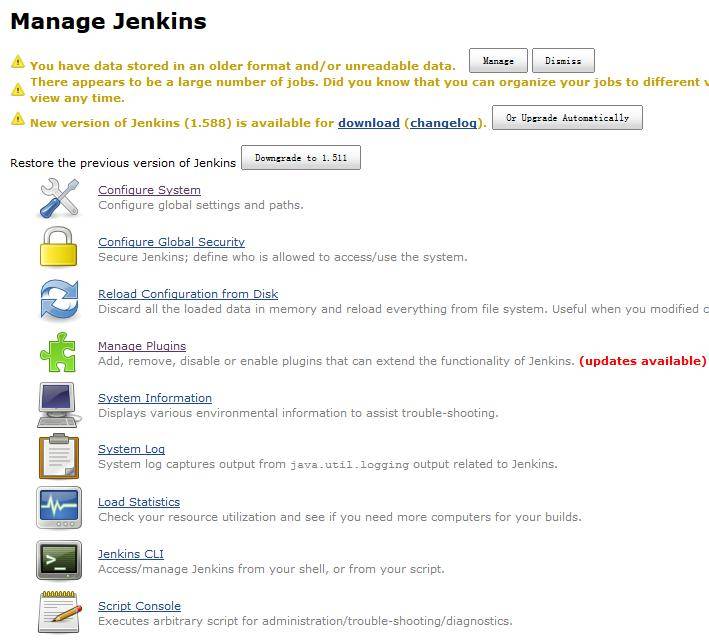 Manage Jenkins
You have data stored in an older format and/or unreadable data. Manage Dismiss
There appears to be a large number of jobs. Did you know that you can organize your jobs to different v
view any time.
New version of Jenkins (1.588) is available for download (changelog). Or Upgrade Automatically
Restore the previous version of Jenkins Downgrade to 1.511
Configure System
Configure global settings and paths.
Configure Global Security
Secure Jenkins; define who is allowed to access/use the system.
Reload Configuration from Disk
Discard all the loaded data in memory and reload everything from file system. Useful when you modified c
Manage Plugins
Add, remove, disable or enable plugins that can extend the functionality of Jenkins. (updates available)
System Information
Displays various environmental information to assist trouble-shooting.
System Log
System log captures output from java.util.logging output related to Jenkins.
Load Statistics
Check your resource utilization and see if you need more computers for your builds.
Jenkins CLI
Access/manage Jenkins from your shell, or from your script.
Script Console
Executes arbitrary script for administration/trouble-shooting/diagnostics.